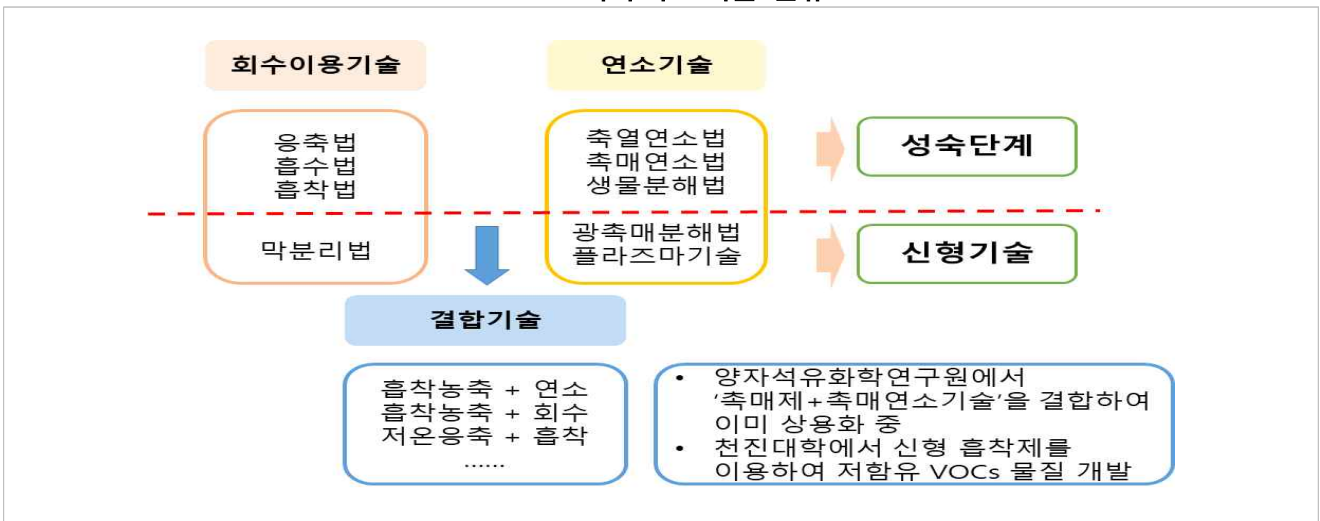 회수이용기술
연소기술
응축법
흡수법
흡착법
축열연소법
촉매연소법
생물분해법
성숙단계
막분리법
광촉매분해법
플라즈마기술
신형기술
결합기술
흡착농축 + 연소
흡착농축 + 회수
저온응축 + 흡착
......
• 양자석유화학연구원에서
'촉매제+촉매연소기술'을 결합하여
이미 상용화 중
• 천진대학에서 신형 흡착제를
이용하여 저함유 VOCs 물질 개발